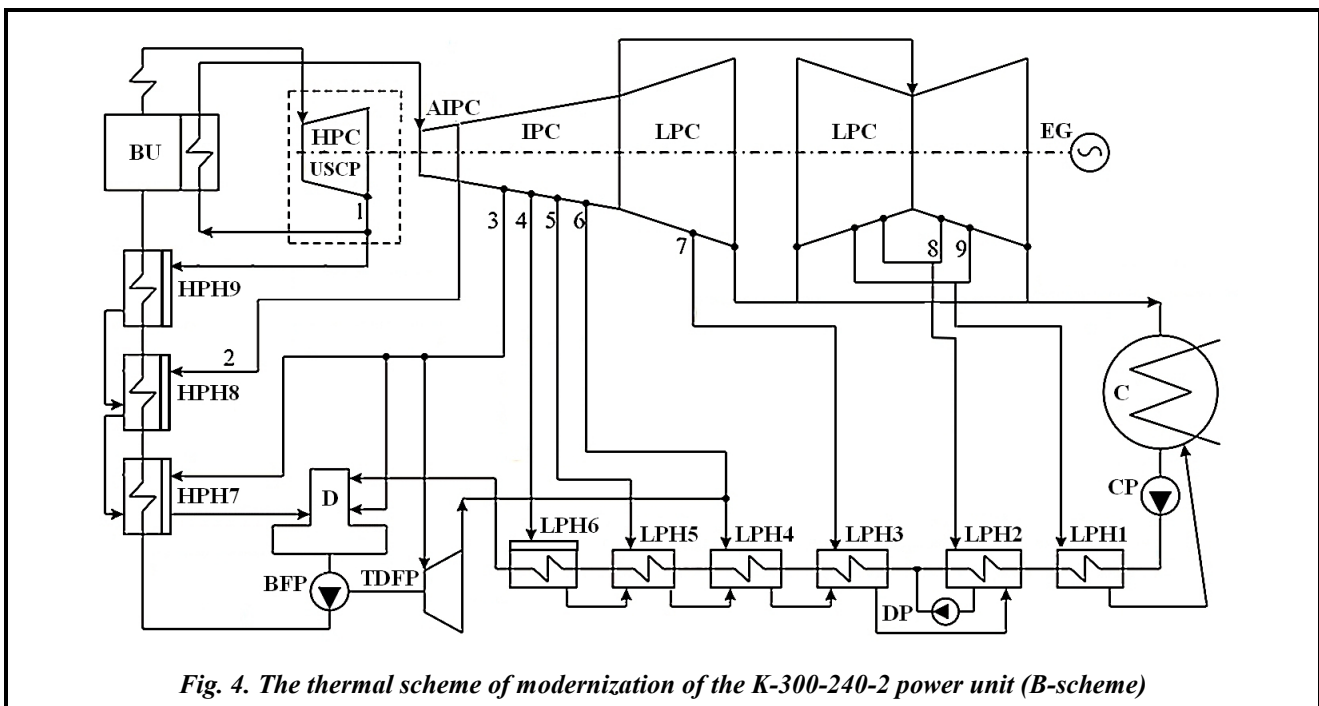 AIPC
HPC
IPC
LPC
LPC
EG
BU
USCP
1
3
4
5
6
7
8
9
HPH9
2
HPH8
C
HPH7
D
CP
LPH6
LPH5
LPH4
LPH3
LPH2
LPH1
BFP
TDFP
DP
Fig. 4. The thermal scheme of modernization of the K-300-240-2 power unit (B-scheme)